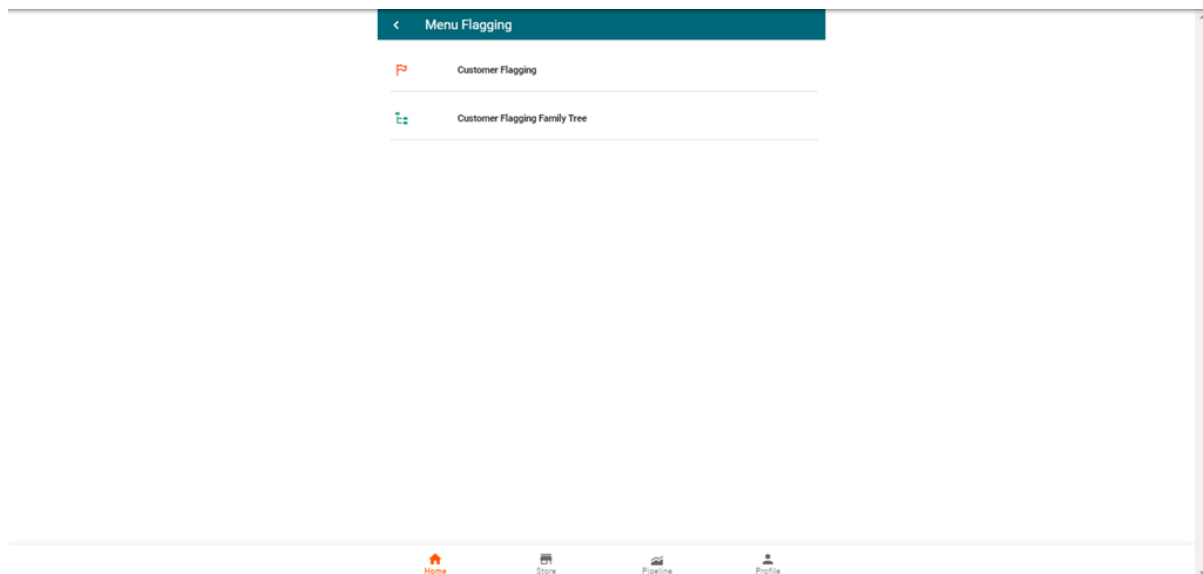 Menu Flagging
Customer Flagging
Customer Flagging Family Tree
Home
Store
Pipeline
Profile